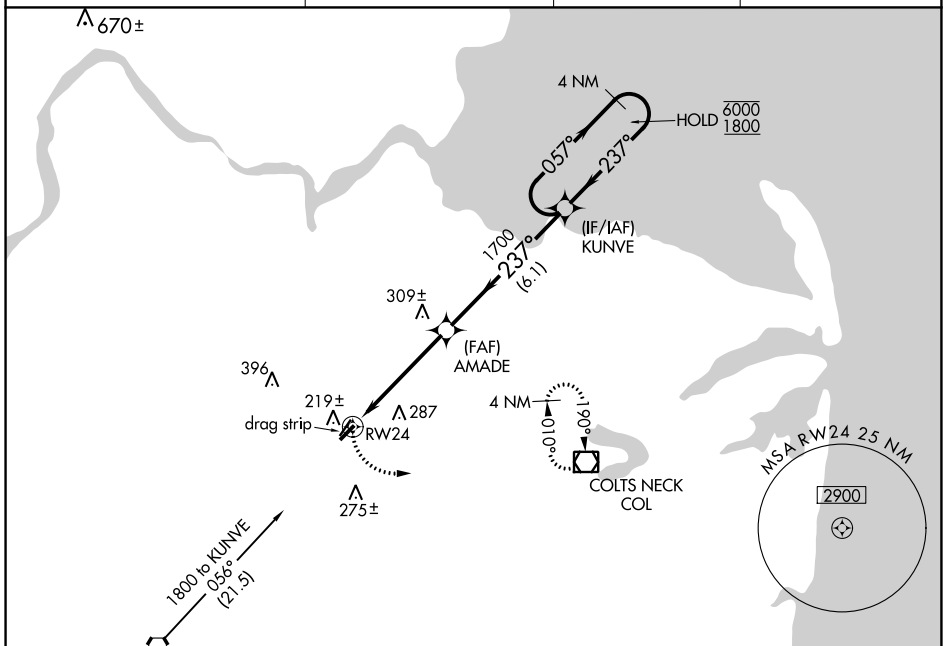 670±
4 NM
HOLD 6000
1800
057°
237°
(IF/IAF)
KUNVE
1700
237°
(6.1)
309±
(FAF)
AMADE
396
219±
287
drag strip
RW24
4 NM
190°
010°
COLTS NECK
COL
275±
MSA RW24 25 NM
2900
1800 to KUNVE
056°
(21.5)